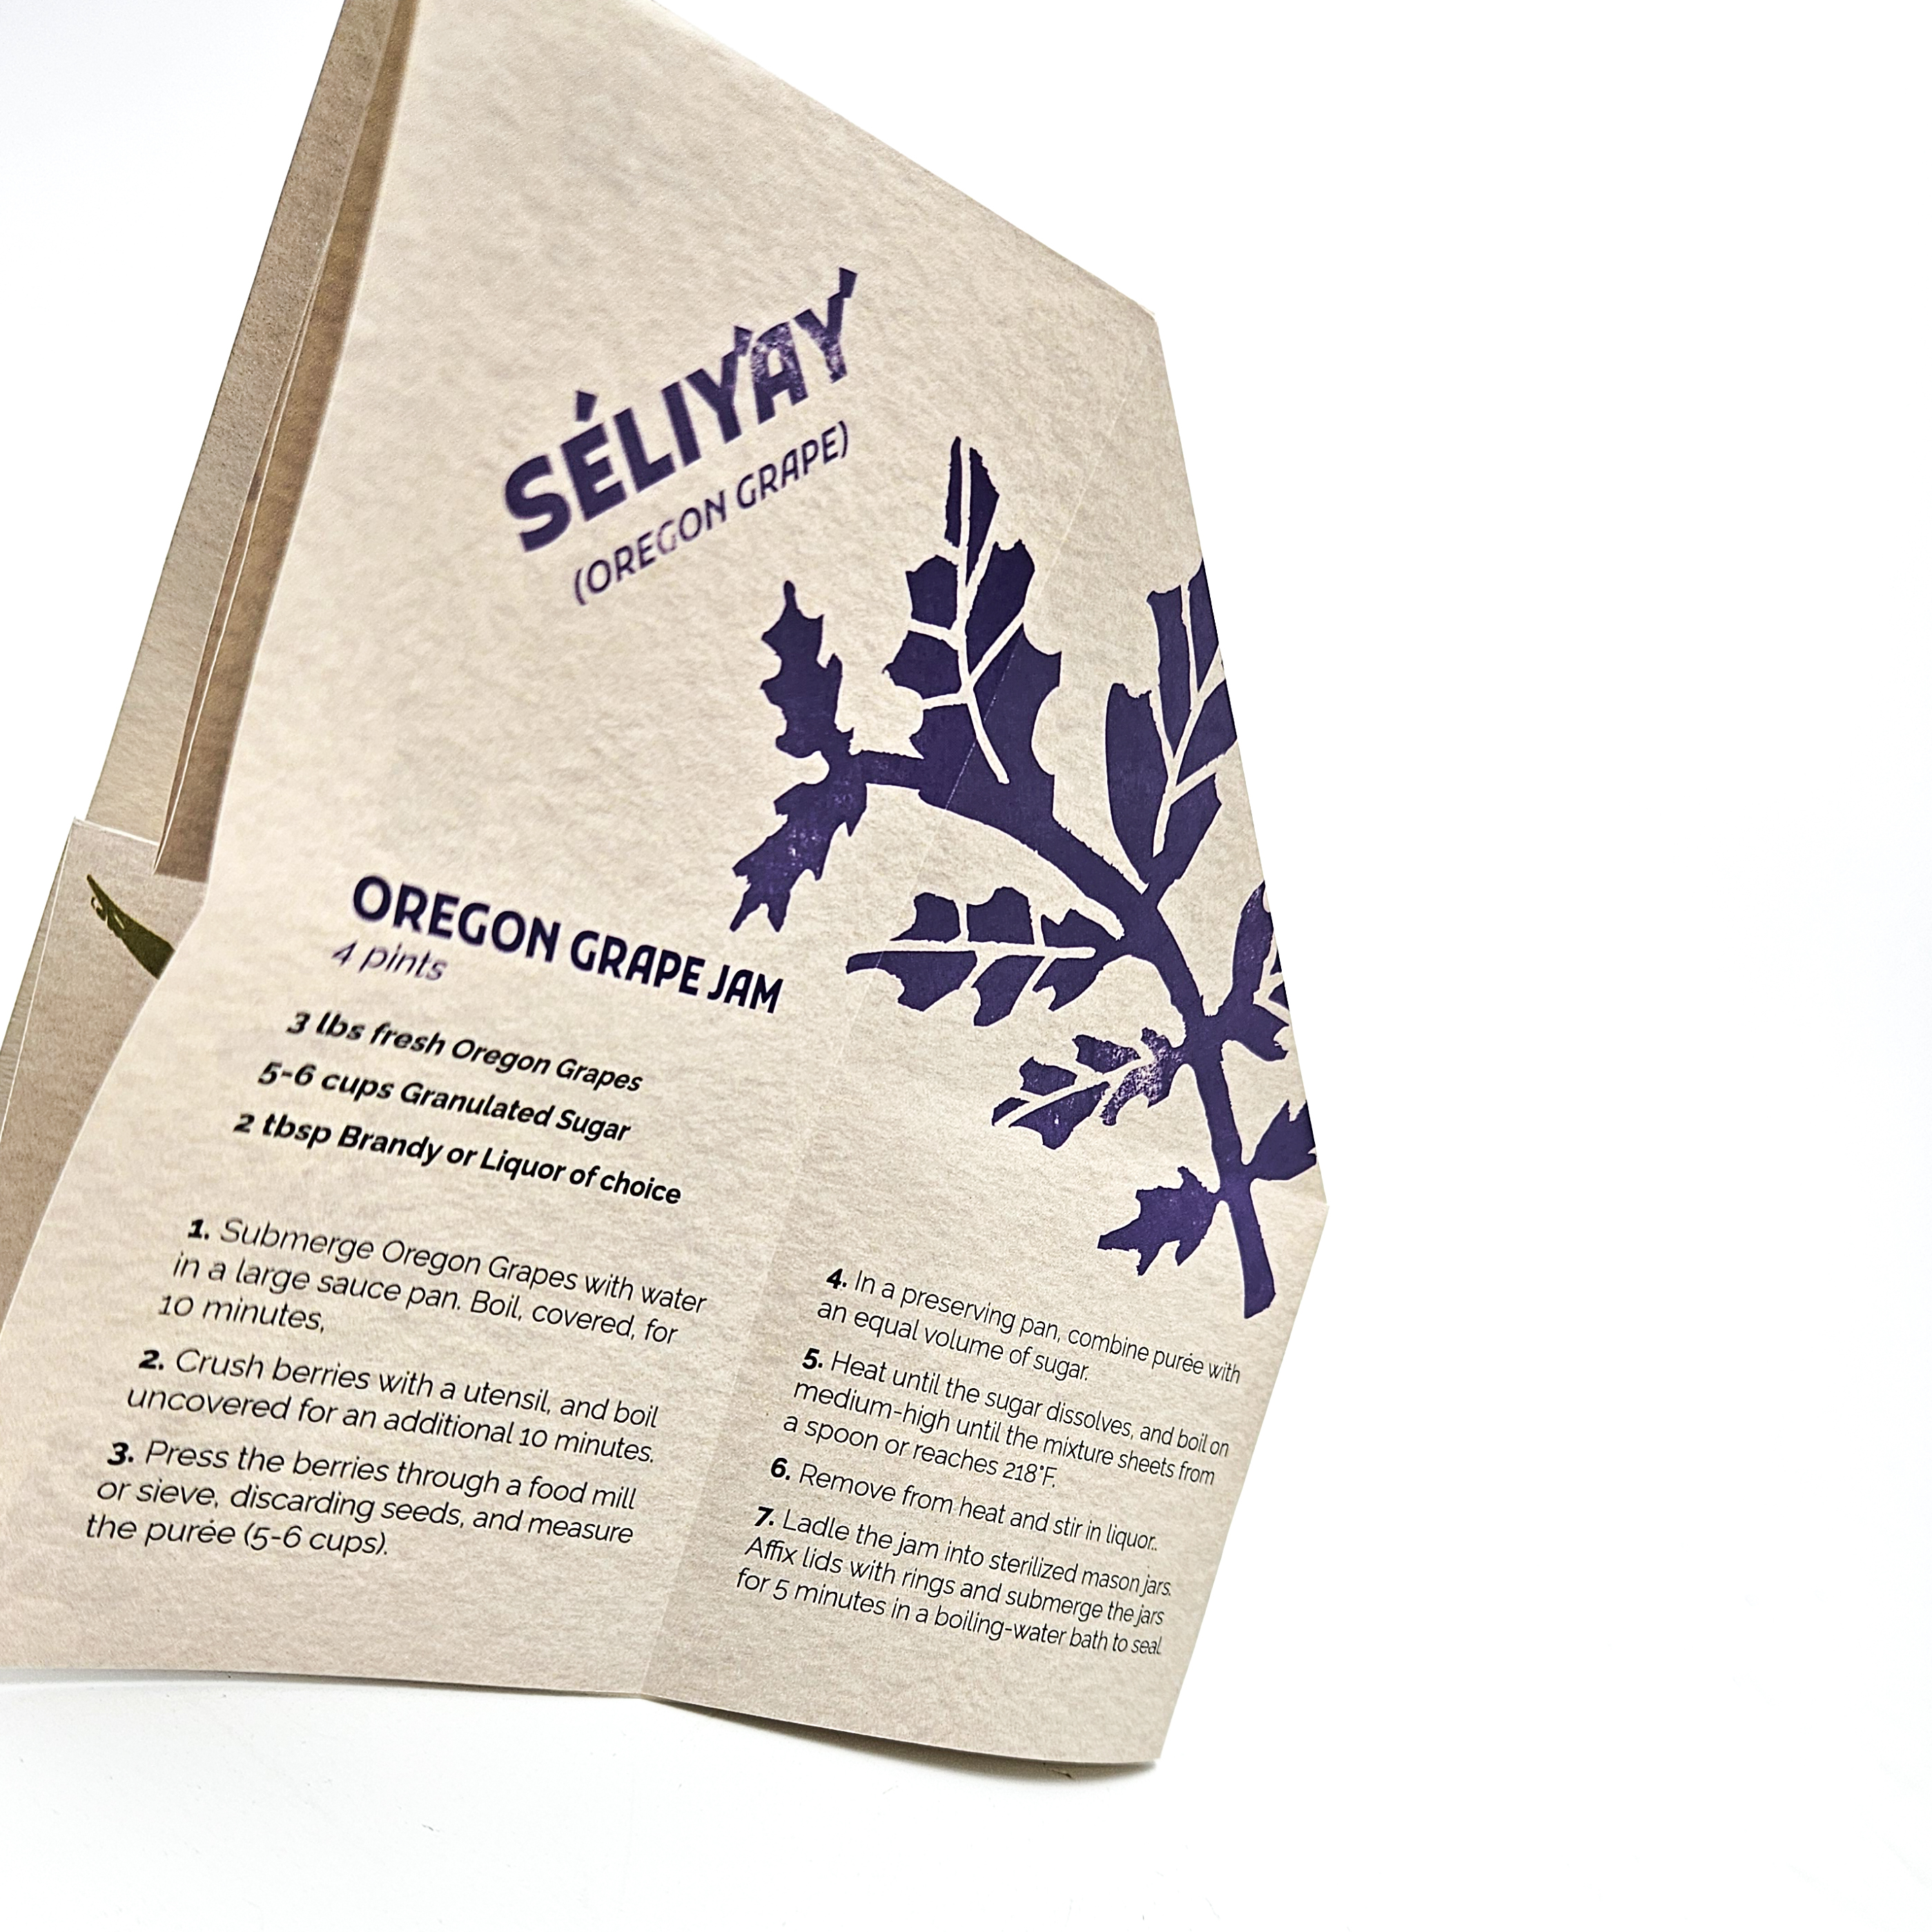 SÉLIY̓AY̓
(OREGON GRAPE)
OREGON GRAPE JAM
4 pints
3 lbs fresh Oregon Grapes
5-6 cups Granulated Sugar
2 tbsp Brandy or Liquor of choice
1. Submerge Oregon Grapes with water
in a large sauce pan. Boil, covered, for
10 minutes,
2. Crush berries with a utensil, and boil
uncovered for an additional 10 minutes.
3. Press the berries through a food mill
or sieve, discarding seeds, and measure
the purée (5-6 cups).
4. In a preserving pan, combine purée with
an equal volume of sugar.
5. Heat until the sugar dissolves, and boil on
medium-high until the mixture sheets from
a spoon or reaches 218°F.
6. Remove from heat and stir in liquor..
7. Ladle the jam into sterilized mason jars.
Affix lids with rings and submerge the jars
for 5 minutes in a boiling-water bath to seal.